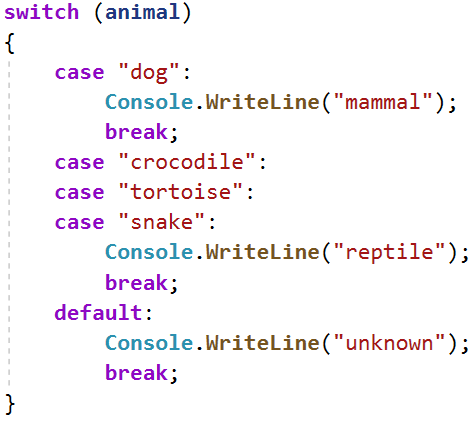 switch (animal)
{
    case "dog":
        Console.WriteLine("mammal");
        break;
    case "crocodile":
    case "tortoise":
    case "snake":
        Console.WriteLine("reptile");
        break;
    default:
        Console.WriteLine("unknown");
        break;
}